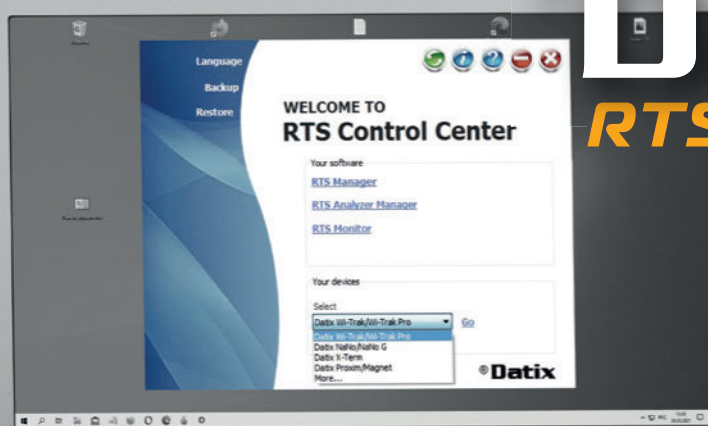 D
RTS
Language
Backup
Restore
WELCOME TO
RTS Control Center
Your software
RTS Manager
RTS Analyzer Manager
RTS Monitor
Your devices
Select
Datix Wi-Trak/Wi-Trak Pro
Go
Datix Wi-Trak/Wi-Trak Pro
Datix NaNo/NaNo G
Datix X-Term
Datix Proxim/Magnet
More...
®Datix